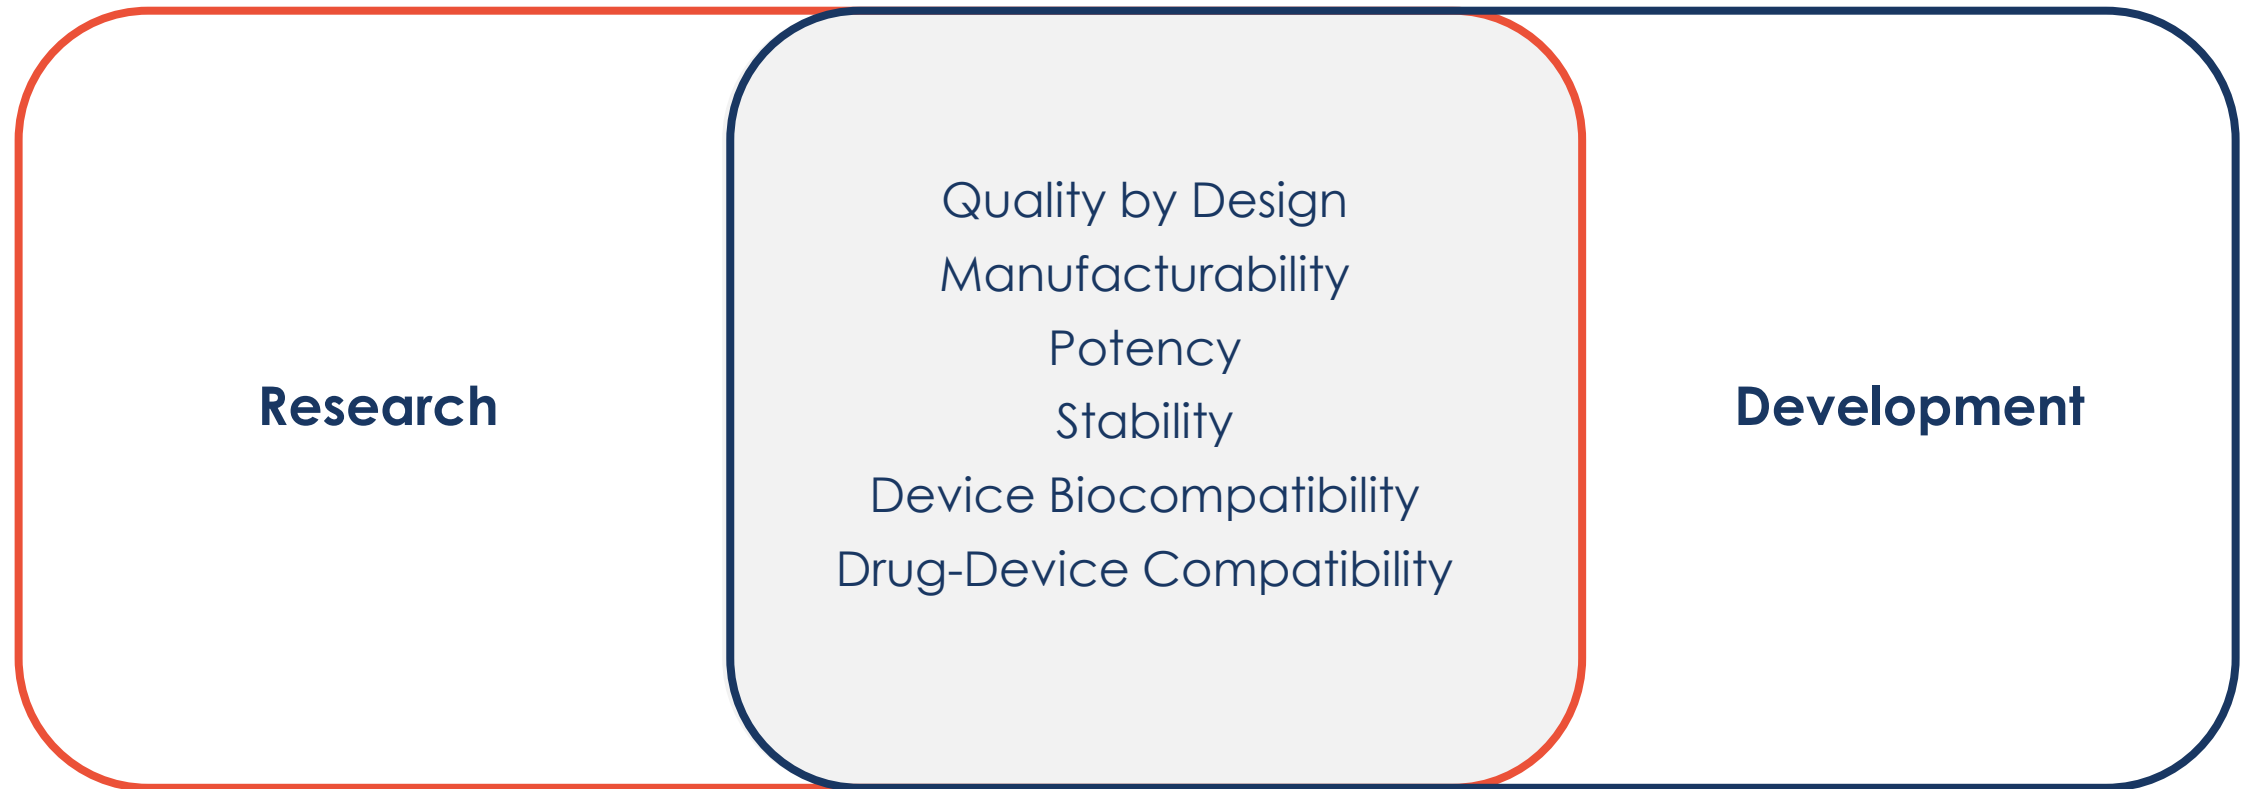 Research
Quality by Design
Manufacturability
Potency
Stability
Device Biocompatibility
Drug-Device Compatibility
Development